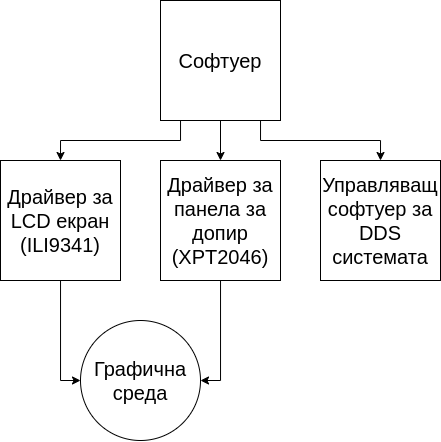 Софтуер
Драйвер за
LCD екран
(ILI9341)
Драйвер за
панела за
допир
(XPT2046)
Управляващ
софтуер за
DDS
системата
Графична
среда